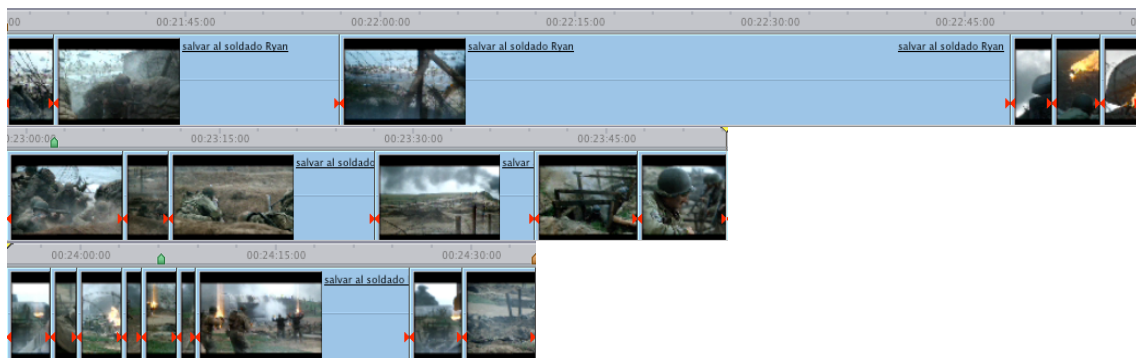 00 00:21:45:00 00:22:00:00 00:22:15:00 00:22:30:00 00:22:45:00
salvar al soldado Ryan salvar al soldado Ryan salvar al soldado Ryan
:23:00:00 00:23:15:00 00:23:30:00 00:23:45:00
salvar al soldado salvar
00:24:00:00 00:24:15:00 00:24:30:00
salvar al soldado